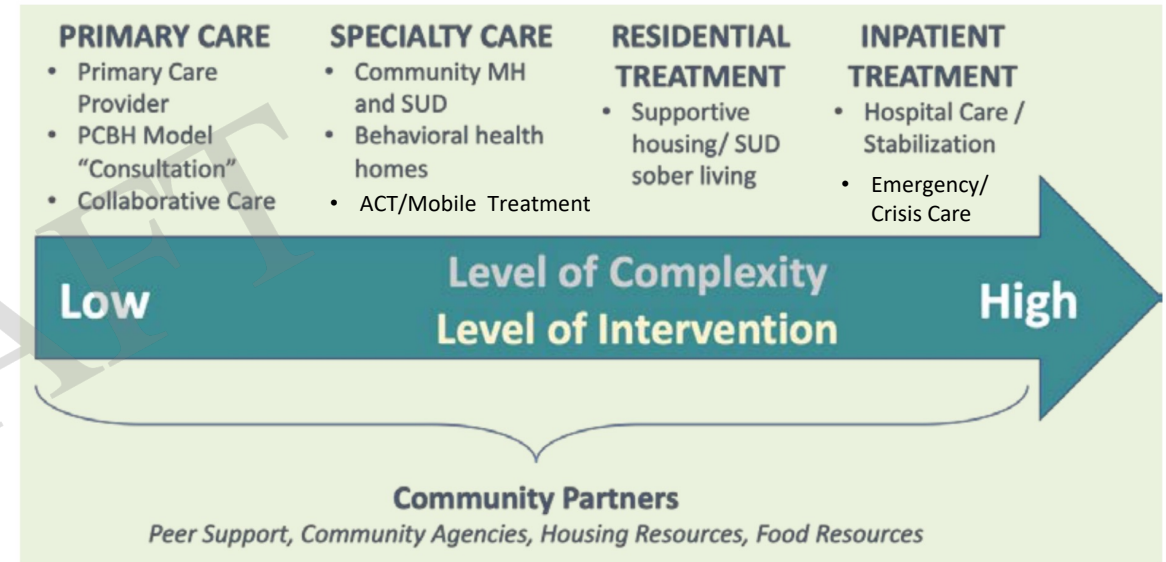 PRIMARY CARE
• Primary Care
Provider
• PCBH Model
“Consultation”
• Collaborative Care
SPECIALTY CARE
• Community MH
and SUD
• Behavioral health
homes
• ACT/Mobile Treatment
RESIDENTIAL
TREATMENT
• Supportive
housing/ SUD
sober living
INPATIENT
TREATMENT
• Hospital Care /
Stabilization
• Emergency/
Crisis Care
Low
Level of Complexity
Level of Intervention
High
Community Partners
Peer Support, Community Agencies, Housing Resources, Food Resources
AFT